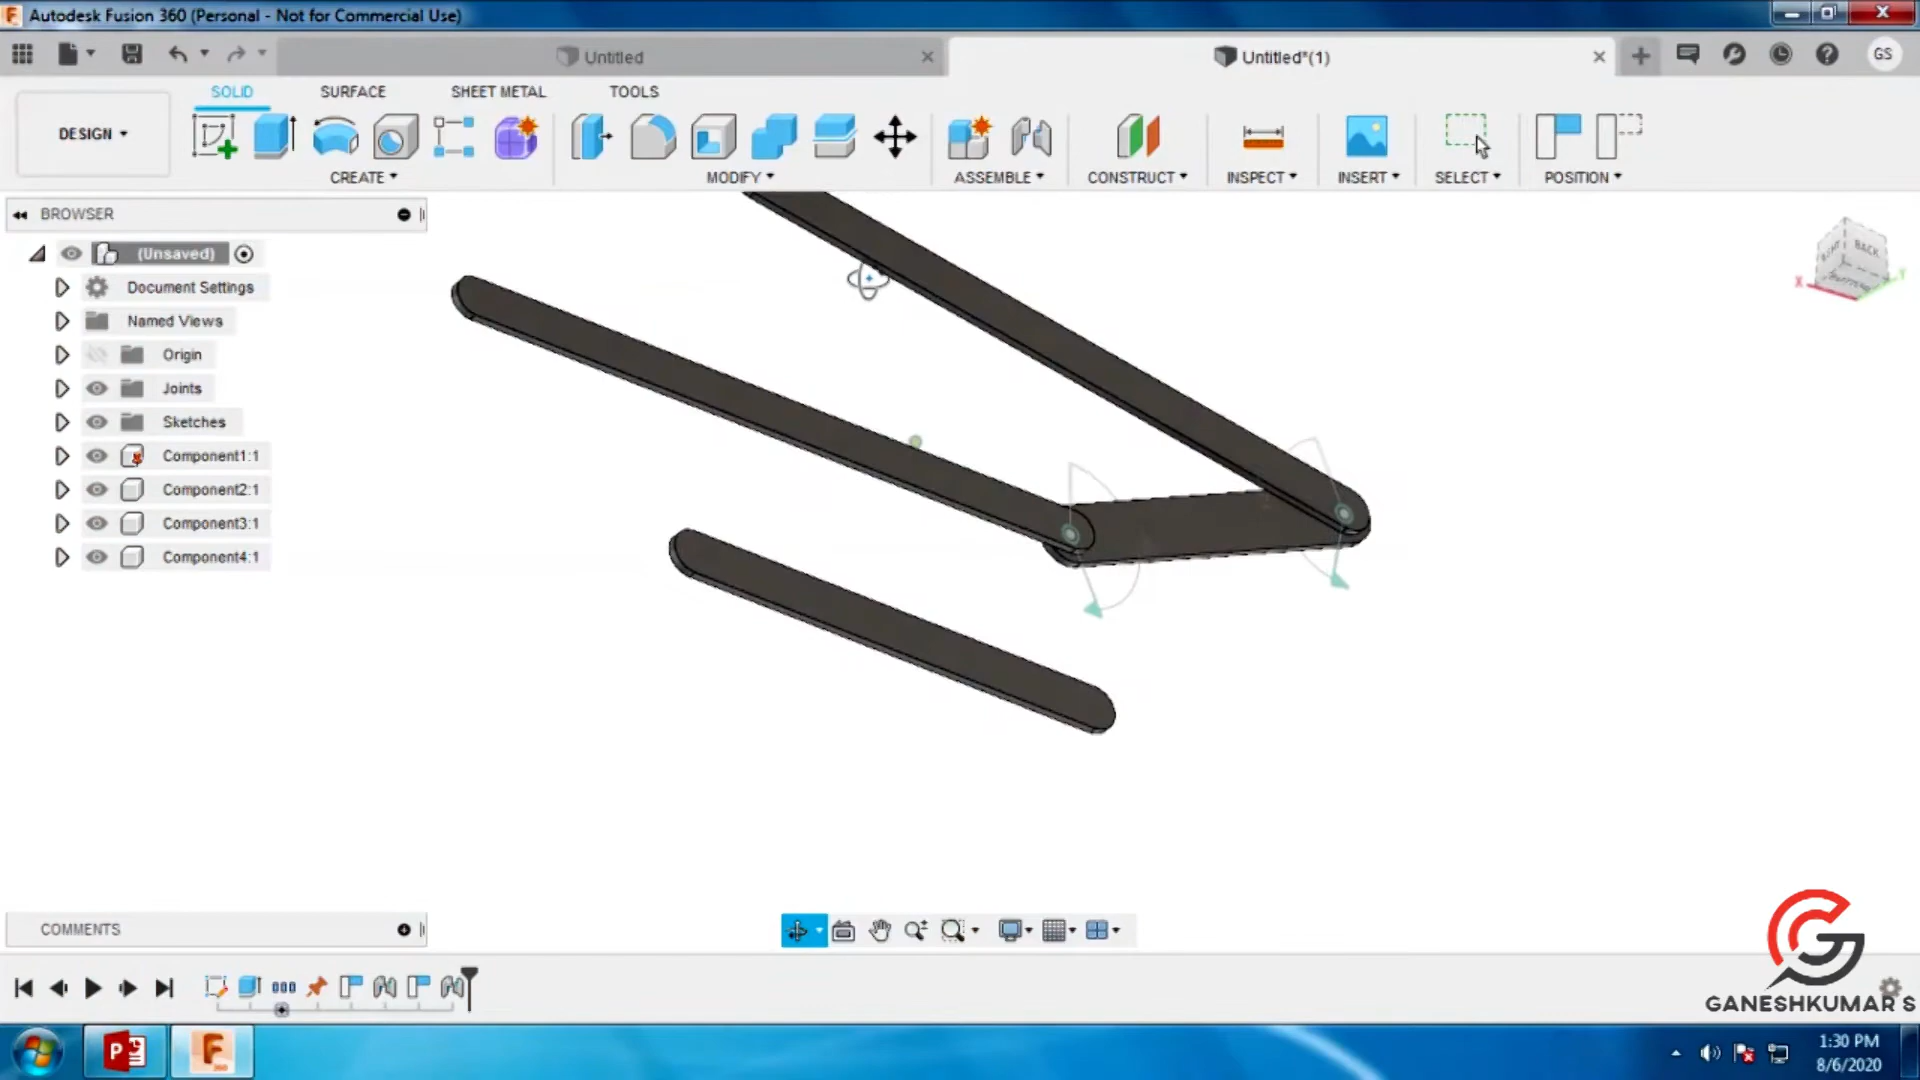 Autodesk Fusion 360 (Personal - Not for Commercial Use)
Untitled
Untitled*(1)
GS
DESIGN
SOLID
SURFACE
SHEET METAL
TOOLS
CREATE
MODIFY
ASSEMBLE
CONSTRUCT
INSPECT
INSERT
SELECT
POSITION
BROWSER
(Unsaved)
Document Settings
Named Views
Origin
Joints
Sketches
Component1:1
Component2:1
Component3:1
Component4:1
BACK
X
COMMENTS
GANESHKUMAR S
1:30 PM
8/6/2020